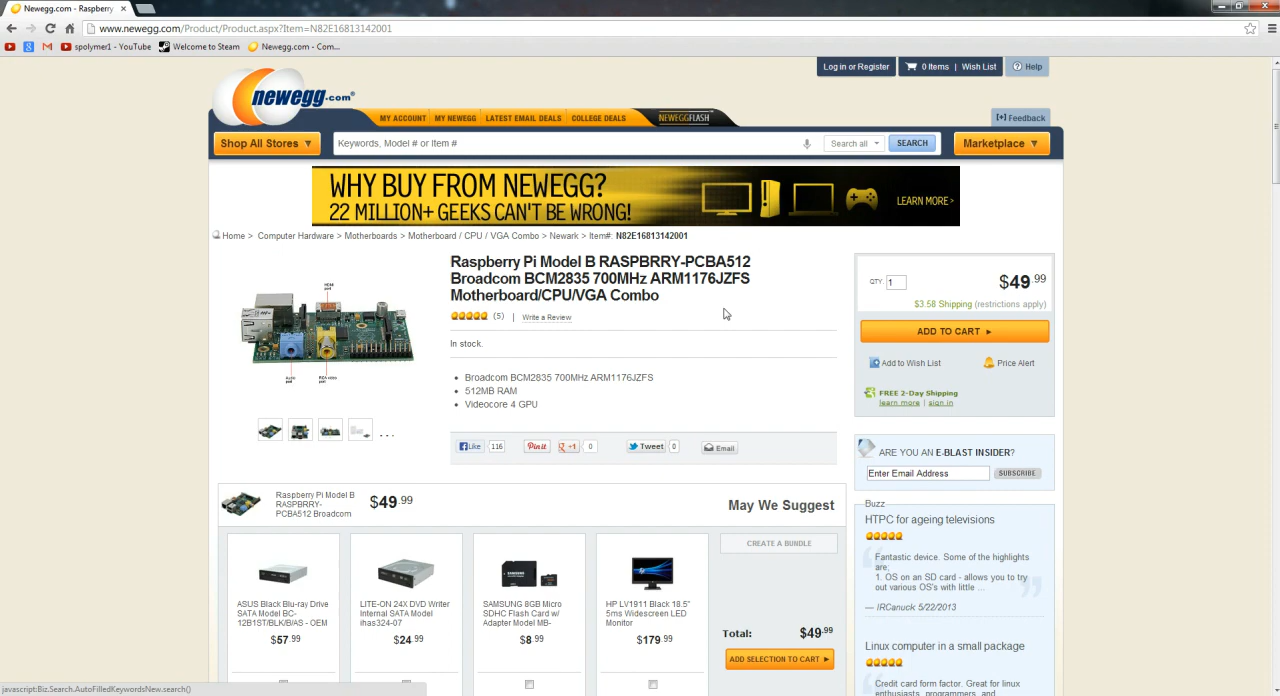 Newegg.com - Raspberry
www.newegg.com/Product/Product.aspx?Item=N82E16813142001
spolymer1 - YouTube
Welcome to Steam
Newegg.com - Com...
Log in or Register
0 Items | Wish List
Help
newegg.com®
MY ACCOUNT
MY NEWEGG
LATEST EMAIL DEALS
COLLEGE DEALS
NEWEGGFLASH
[+] Feedback
Shop All Stores ▼
Keywords, Model # or Item #
Search all
SEARCH
Marketplace ▼
WHY BUY FROM NEWEGG?
22 MILLION+ GEEKS CAN'T BE WRONG!
LEARN MORE >
Home > Computer Hardware > Motherboards > Motherboard / CPU / VGA Combo > Newark > Item#: N82E16813142001
Raspberry Pi Model B RASPBRRY-PCBA512
Broadcom BCM2835 700MHz ARM1176JZFS
Motherboard/CPU/VGA Combo
(5) | Write a Review
In stock.
Broadcom BCM2835 700MHz ARM1176JZFS
512MB RAM
Videocore 4 GPU
Like 116
Pin it
+1 0
Tweet 0
Email
HDMI
port
Audio
port
RCA video
port
. . .
QTY: 1
$49.99
$3.58 Shipping (restrictions apply)
ADD TO CART ►
Add to Wish List
Price Alert
FREE 2-Day Shipping
learn more | sign in
ARE YOU AN E-BLAST INSIDER?
Enter Email Address
SUBSCRIBE
Buzz
HTPC for ageing televisions
Fantastic device. Some of the highlights
are;
1. OS on an SD card - allows you to try
out various OS's with little ...
— IRCanuck 5/22/2013
Linux computer in a small package
Credit card form factor. Great for linux
enthusiasts, programmers, and
Raspberry Pi Model B
RASPBRRY-
PCBA512 Broadcom
$49.99
May We Suggest
ASUS Black Blu-ray Drive
SATA Model BC-
12B1ST/BLK/B/AS - OEM
$57.99
LITE-ON 24X DVD Writer
Internal SATA Model
ihas324-07
$24.99
SAMSUNG 8GB Micro
SDHC Flash Card w/
Adapter Model MB-
$8.99
HP LV1911 Black 18.5"
5ms Widescreen LED
Monitor
$179.99
CREATE A BUNDLE
Total: $49.99
ADD SELECTION TO CART ►
javascript:Biz.Search.AutoFilledKeywordsNew.search()